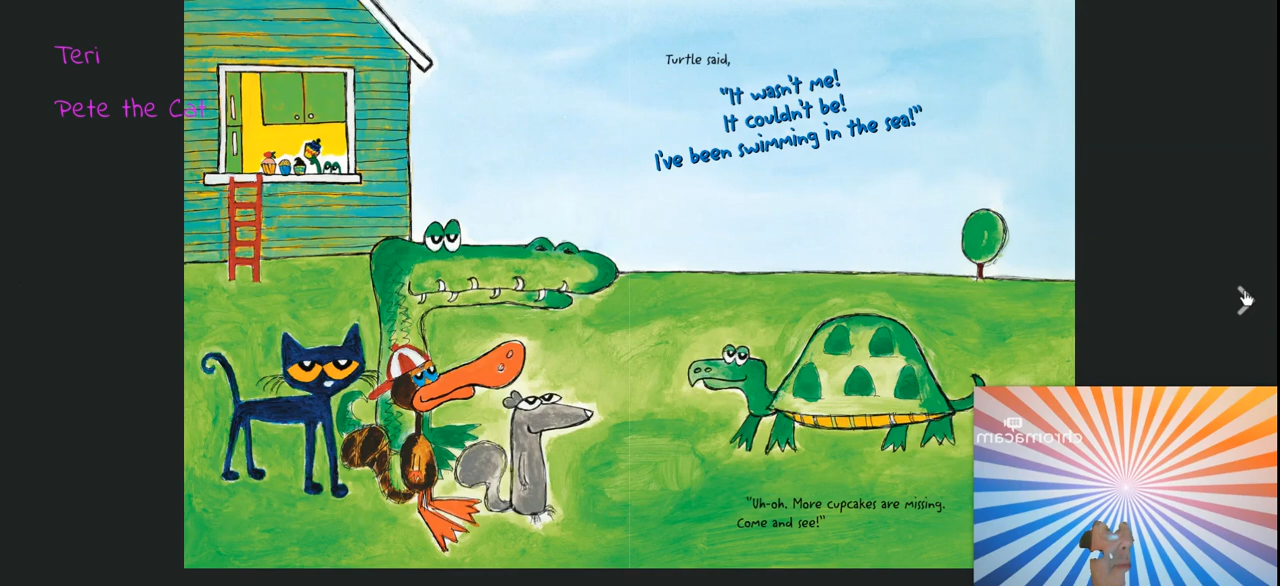 Teri
Pete the Cat
Turtle said,
"It wasn't me!
It couldn't be!
I've been swimming in the sea!"
"Uh-oh. More cupcakes are missing.
Come and see!"
chromacam